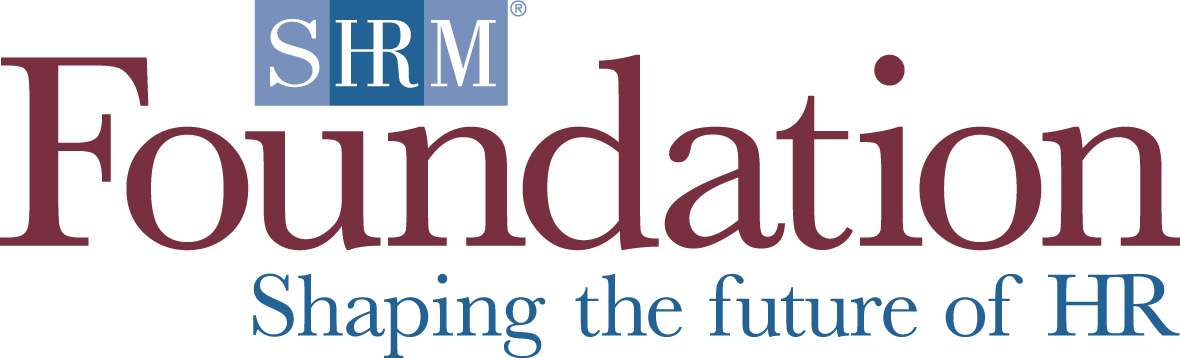 SHRM®
Foundation
Shaping the future of HR